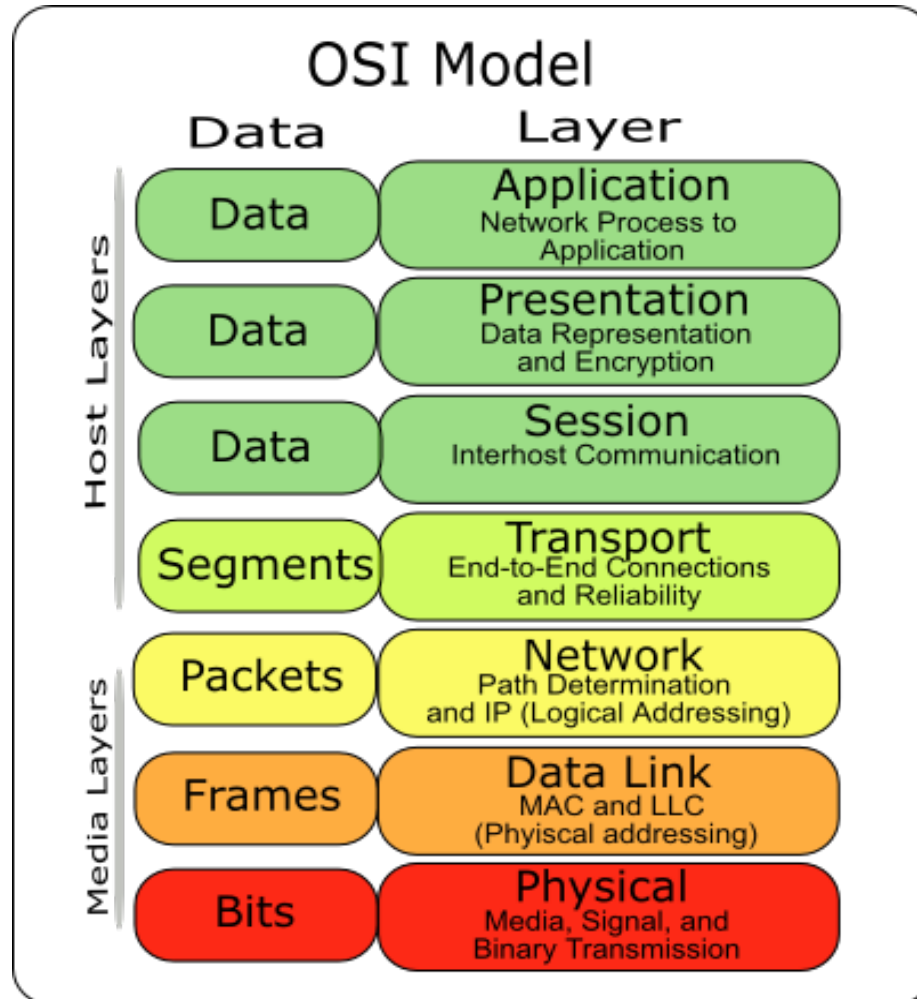 OSI Model
Data
Layer
Host Layers
Data
Application
Network Process to
Application
Data
Presentation
Data Representation
and Encryption
Data
Session
Interhost Communication
Segments
Transport
End-to-End Connections
and Reliability
Media Layers
Packets
Network
Path Determination
and IP (Logical Addressing)
Frames
Data Link
MAC and LLC
(Phyiscal addressing)
Bits
Physical
Media, Signal, and
Binary Transmission